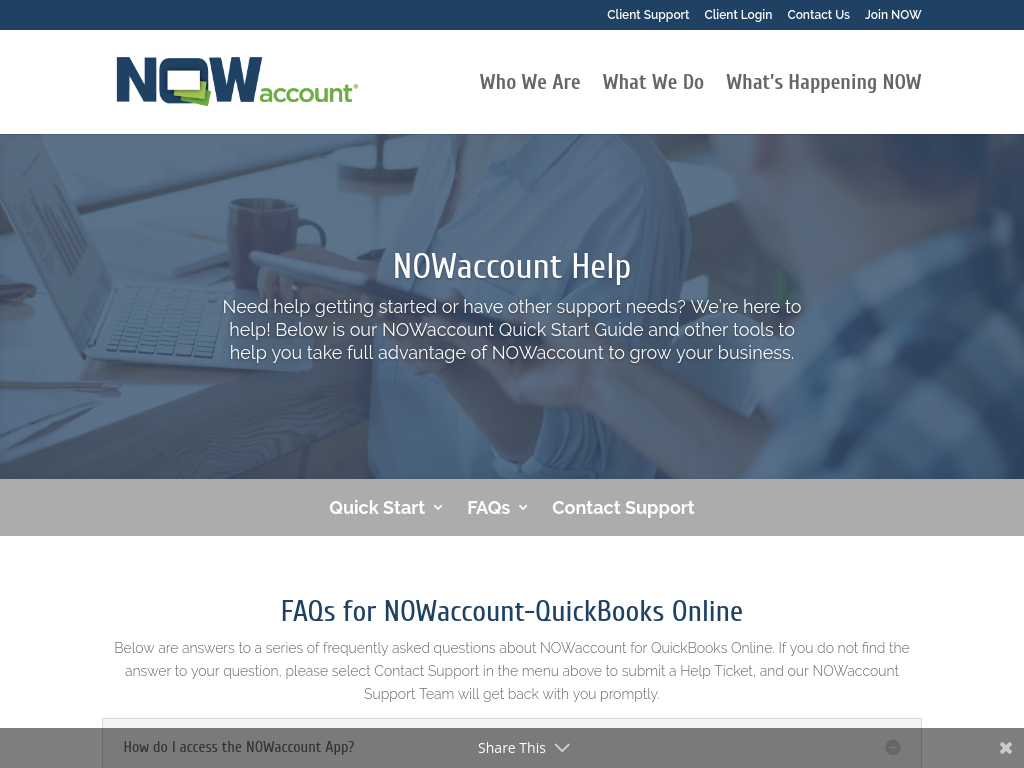 Client Support Client Login Contact Us Join NOW
NOWaccount®
Who We Are What We Do What's Happening NOW
NOWaccount Help
Need help getting started or have other support needs? We're here to
help! Below is our NOWaccount Quick Start Guide and other tools to
help you take full advantage of NOWaccount to grow your business.
Quick Start FAQs Contact Support
FAQs for NOWaccount-QuickBooks Online
Below are answers to a series of frequently asked questions about NOWaccount for QuickBooks Online. If you do not find the
answer to your question, please select Contact Support in the menu above to submit a Help Ticket, and our NOWaccount
Support Team will get back with you promptly.
How do I access the NOWaccount App?
Share This